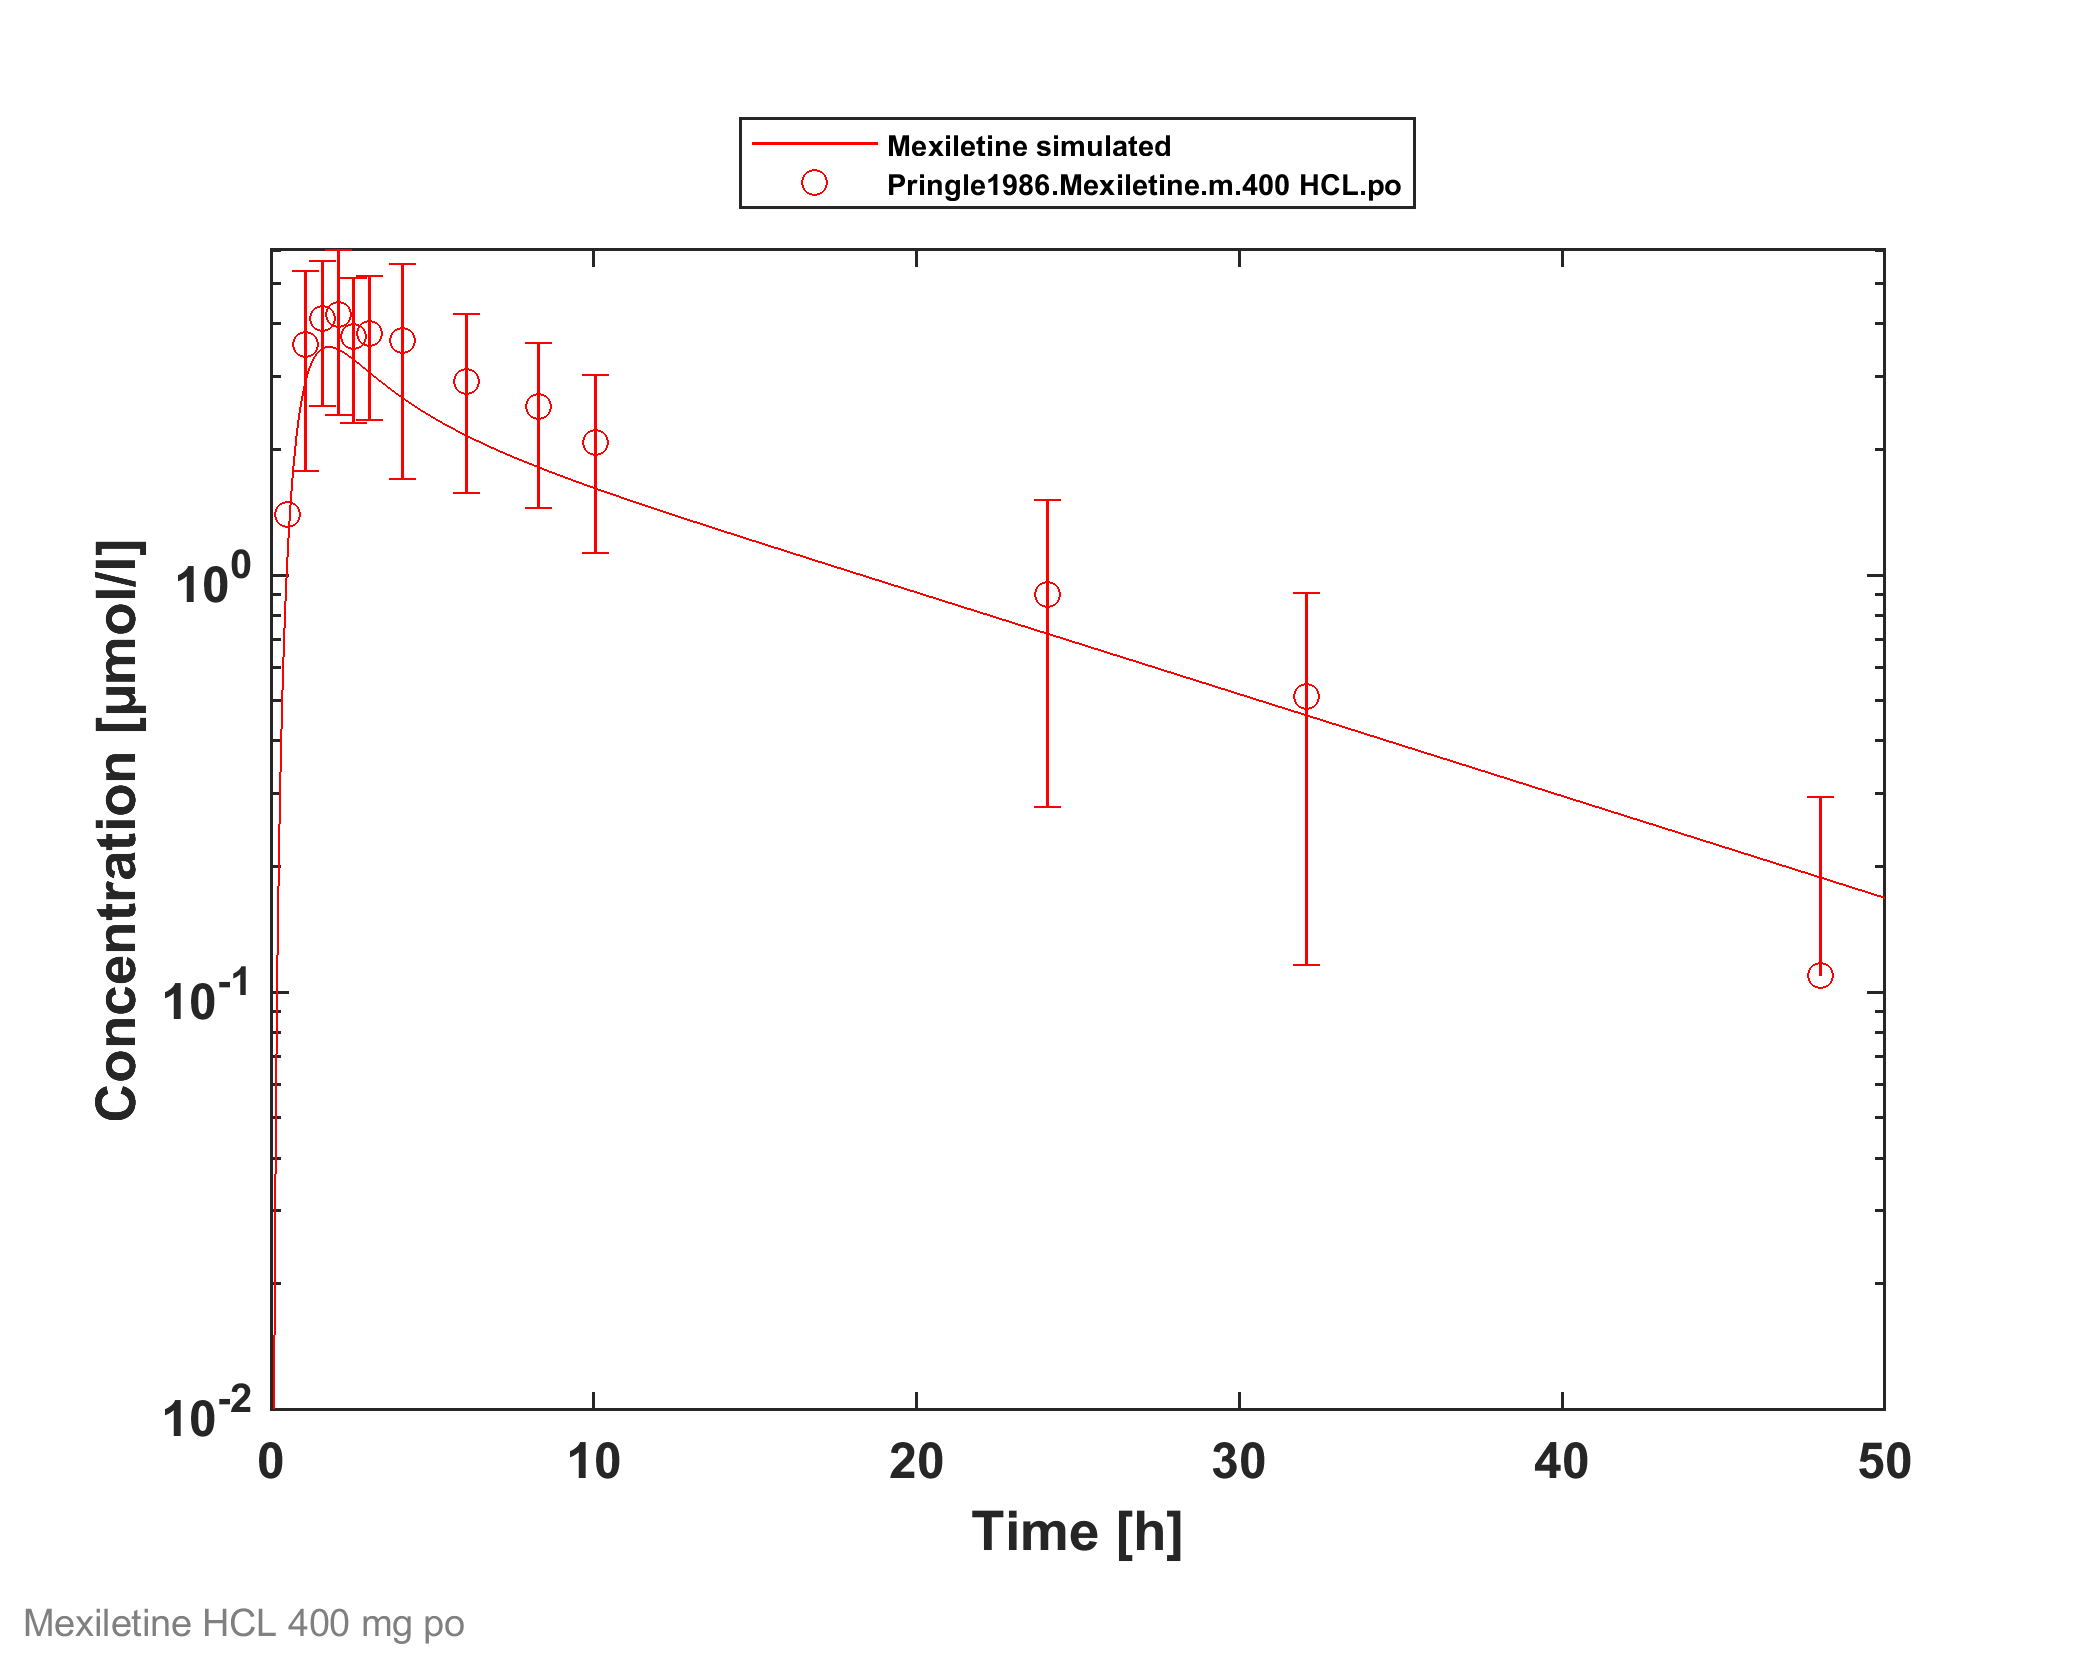 Mexiletine simulated
Pringle1986.Mexiletine.m.400 HCL.po
Concentration [µmol/l]
10^0
10^-1
10^-2
0 10 20 30 40 50
Time [h]
Mexiletine HCL 400 mg po